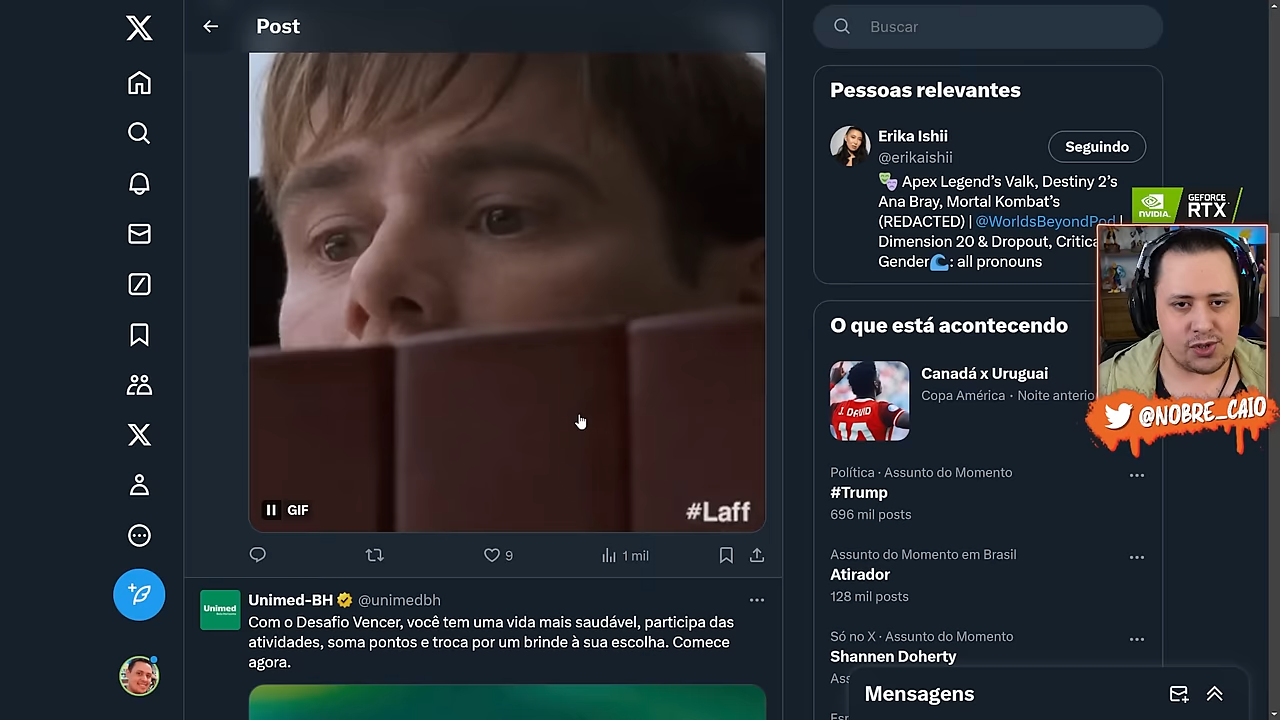 Post
#Laff
GIF
9
1 mil
Unimed
Unimed-BH @unimedbh
Com o Desafio Vencer, você tem uma vida mais saudável, participa das
atividades, soma pontos e troca por um brinde à sua escolha. Comece
agora.
Buscar
Pessoas relevantes
Erika Ishii
@erikaishii
Seguindo
Apex Legend's Valk, Destiny 2's
Ana Bray, Mortal Kombat's
(REDACTED) | @WorldsBeyondPod |
Dimension 20 & Dropout, Critica
Gender🌊: all pronouns
NVIDIA.
GEFORCE
RTX
@NOBRE_CAIO
O que está acontecendo
J. DAVID
Canadá x Uruguai
Copa América · Noite anterio
Política · Assunto do Momento
#Trump
696 mil posts
Assunto do Momento em Brasil
Atirador
128 mil posts
Só no X · Assunto do Momento
Shannen Doherty
Mensagens